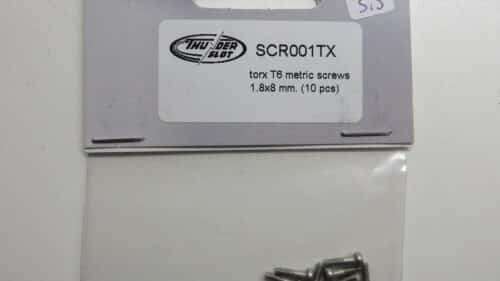 THUNDER
SLOT
SCR001TX
torx T6 metric screws
1.8x8 mm. (10 pcs)